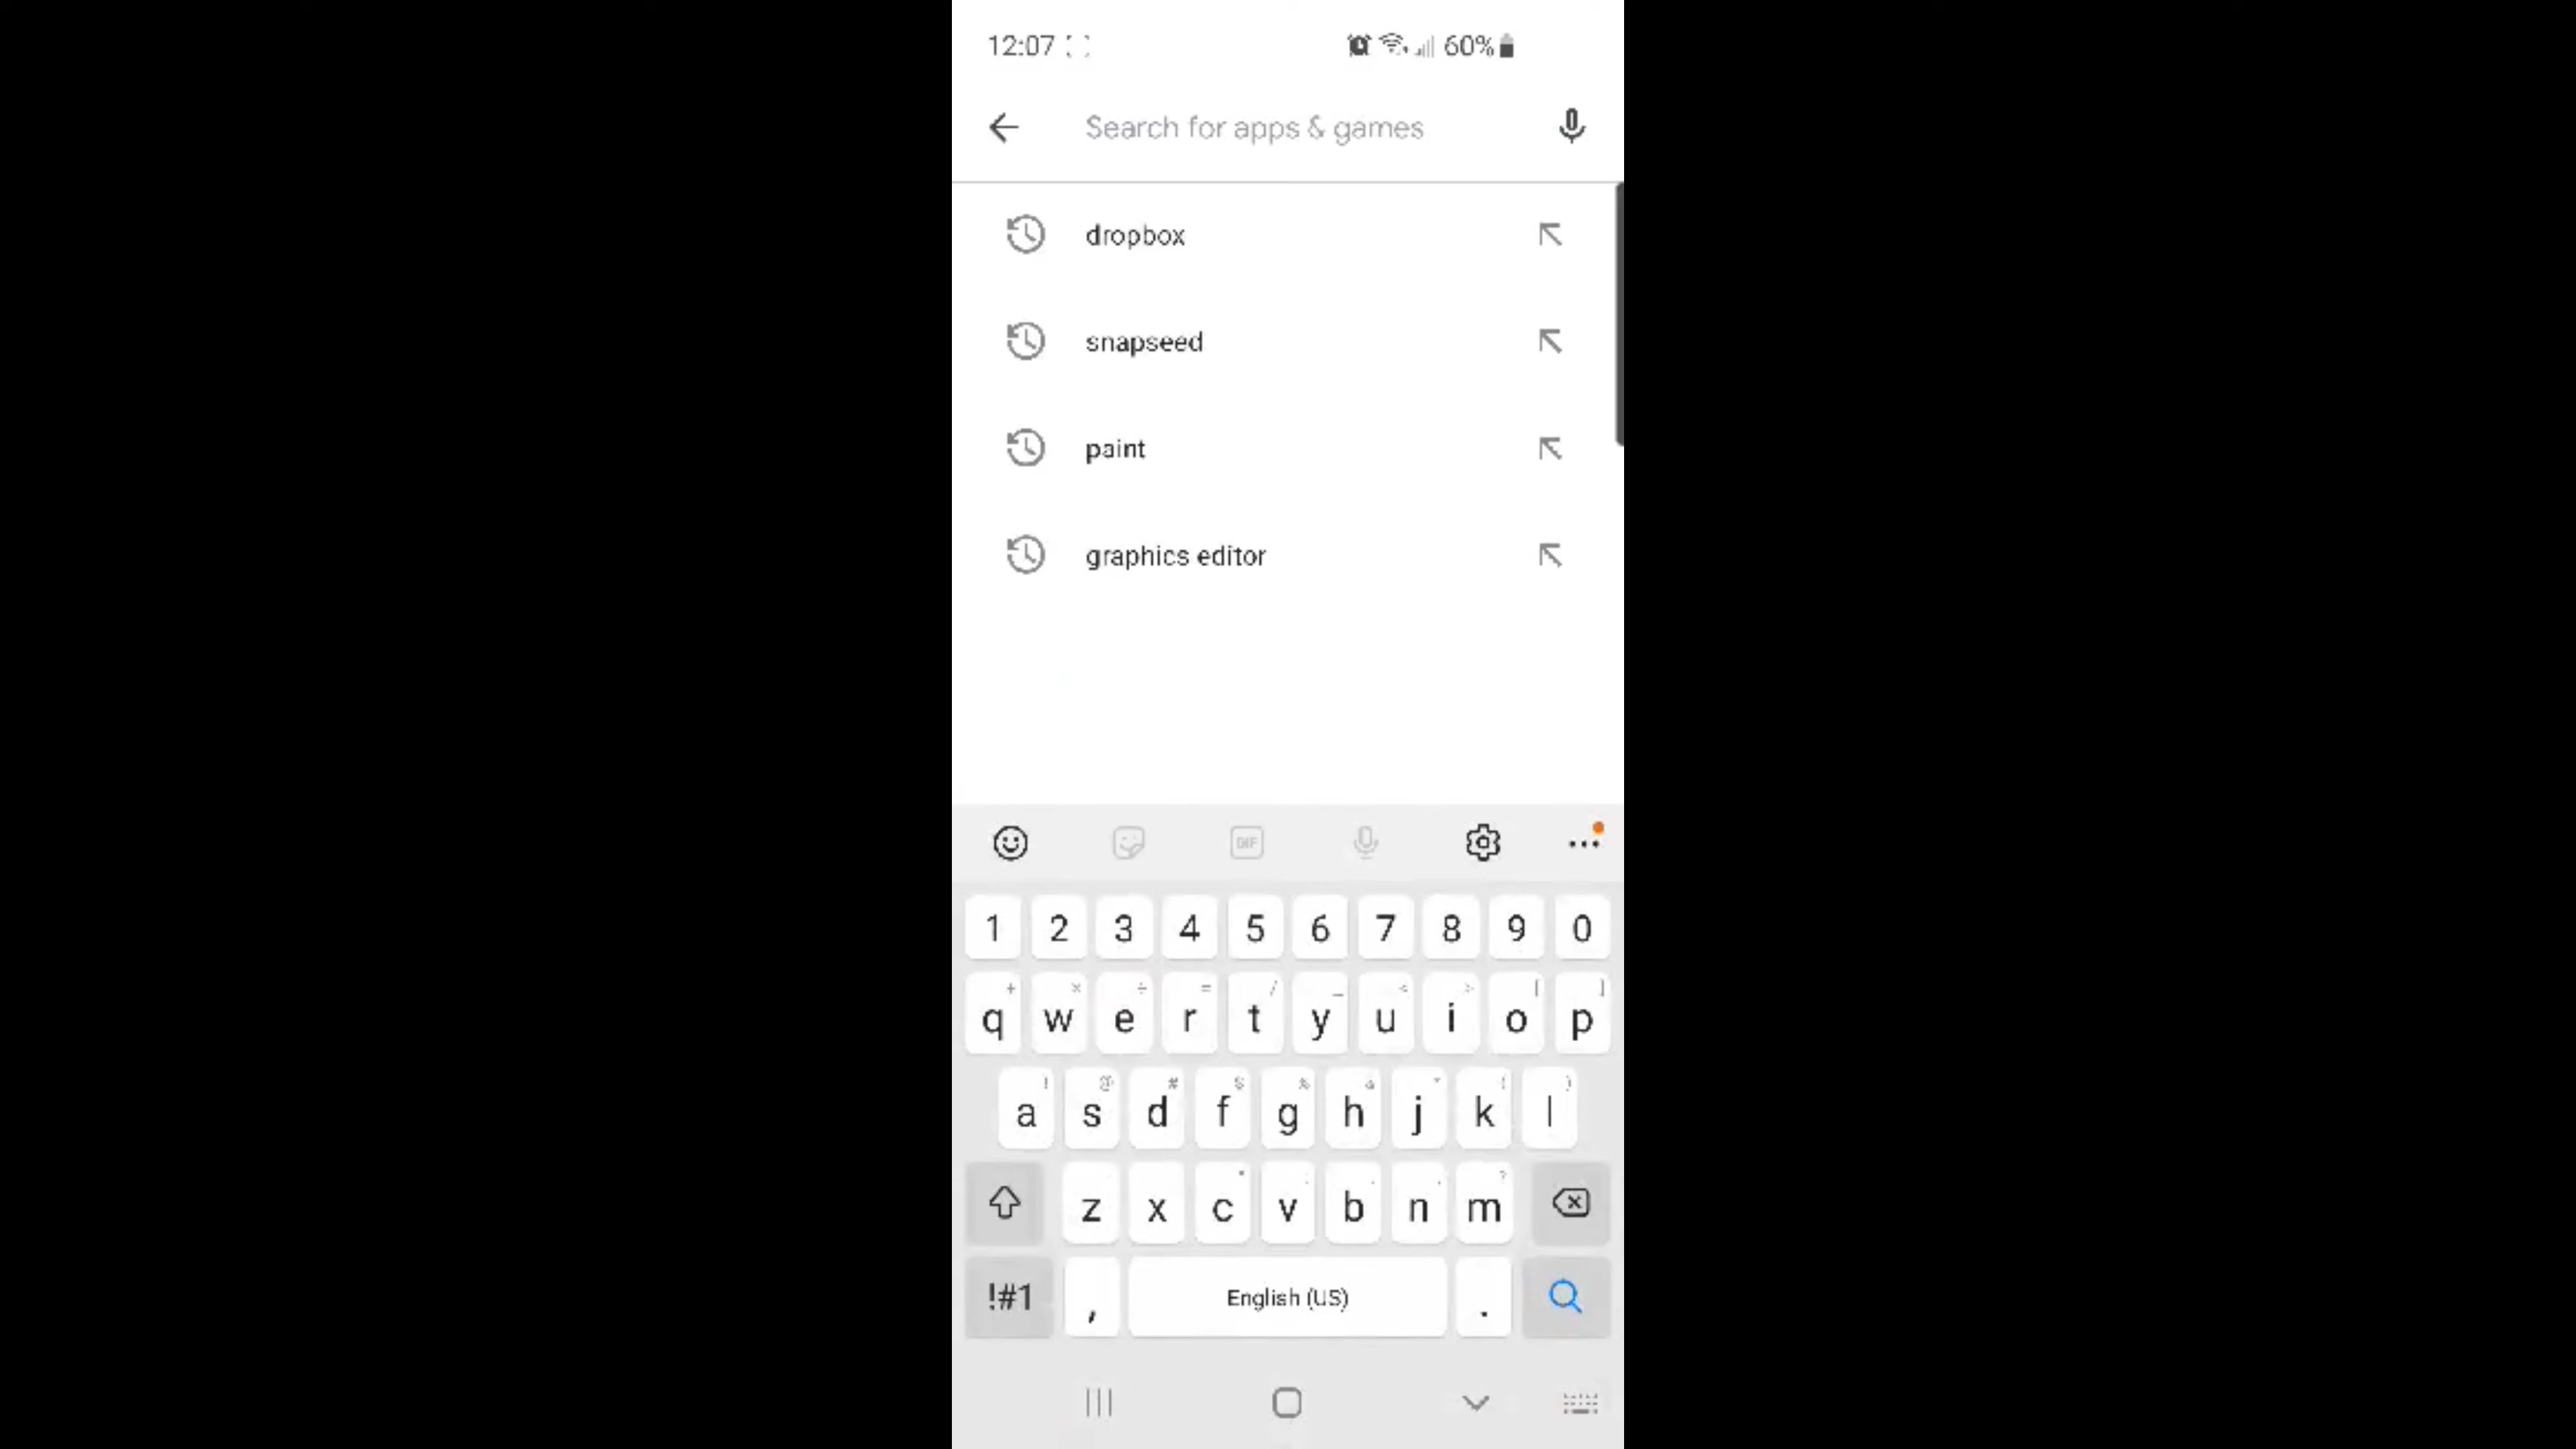 12:07 60%
Search for apps & games
dropbox
snapseed
paint
graphics editor
GIF
1 2 3 4 5 6 7 8 9 0
+ × ÷ = / _ < > [ ]
q w e r t y u i o p
! @ # $ % & * ( )
a s d f g h j k l
z x c v b n m ?
!#1 , English (US) .